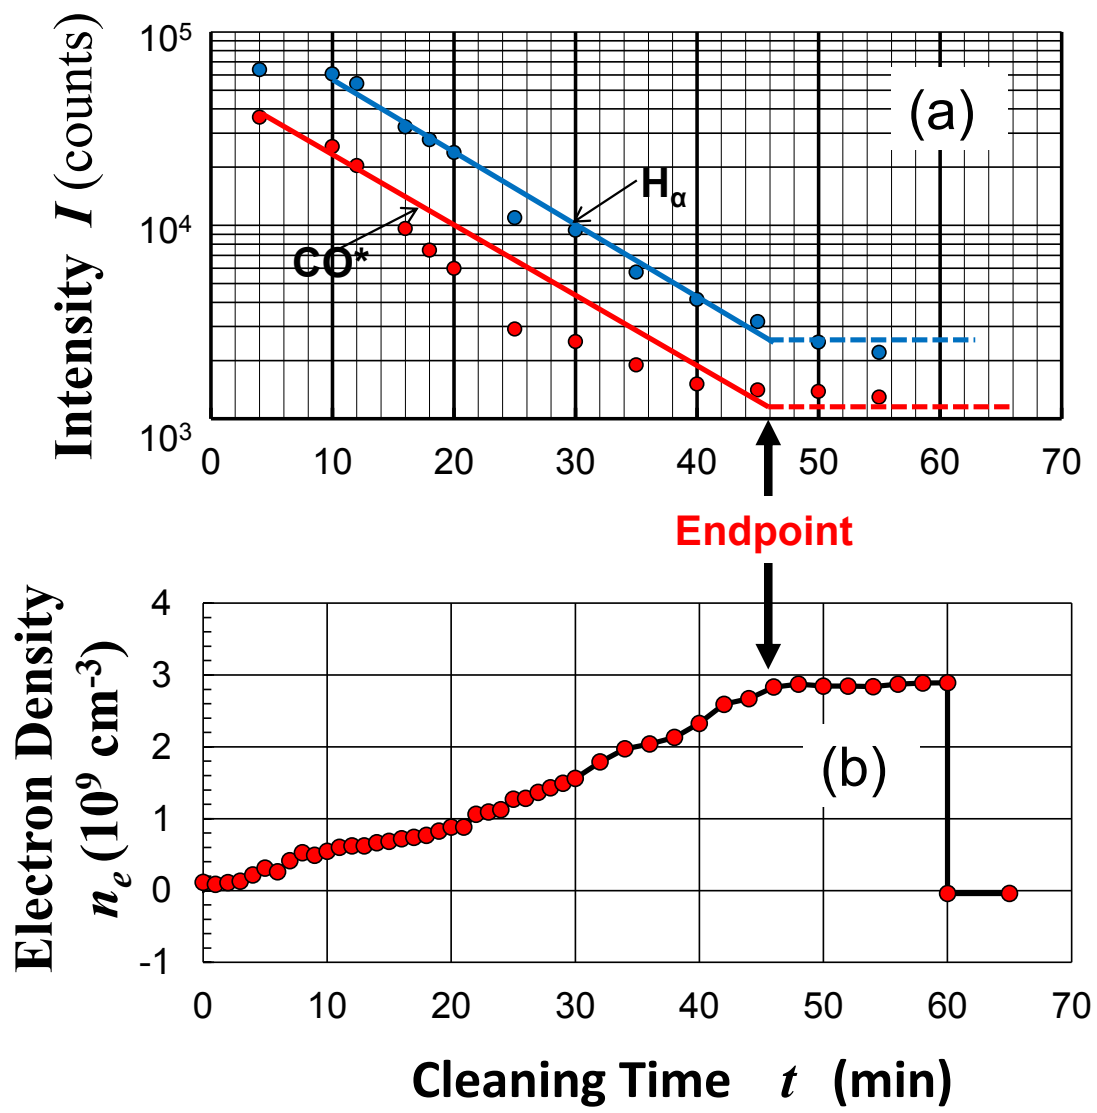 Intensity I (counts)
10⁵
10⁴
10³
(a)
Hα
CO*
0 10 20 30 40 50 60 70
Endpoint
Electron Density
nₑ (10⁹ cm⁻³)
4
3
2
1
0
-1
(b)
0 10 20 30 40 50 60 70
Cleaning Time t (min)